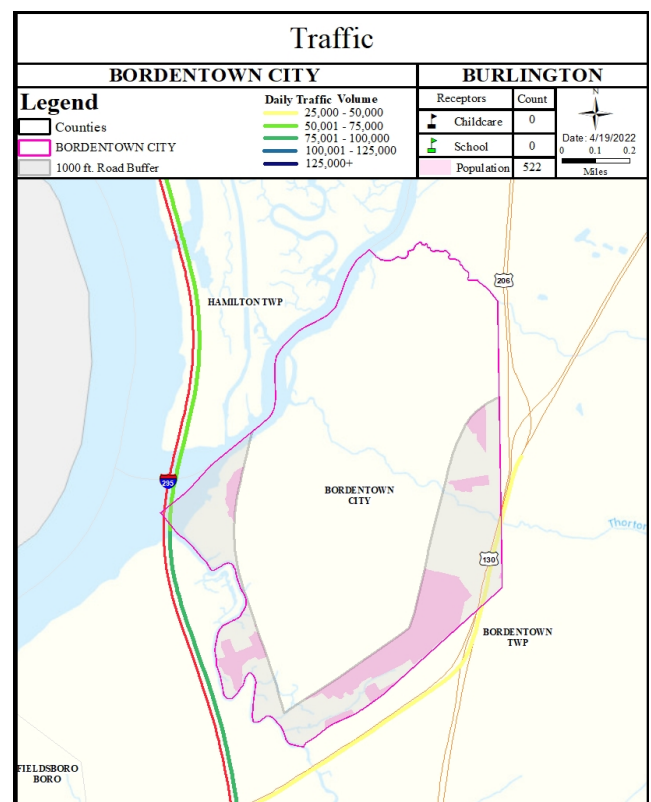 Traffic
BORDENTOWN CITY
BURLINGTON
Legend
Counties
BORDENTOWN CITY
1000 ft. Road Buffer
Daily Traffic Volume
25,000 - 50,000
50,001 - 75,000
75,001 - 100,000
100,001 - 125,000
125,000+
Receptors Count
Childcare 0
School 0
Population 522
N
Date: 4/19/2022
0 0.1 0.2
Miles
206
HAMILTON TWP
295
BORDENTOWN
CITY
Thorton
130
BORDENTOWN
TWP
FIELDSBORO
BORO